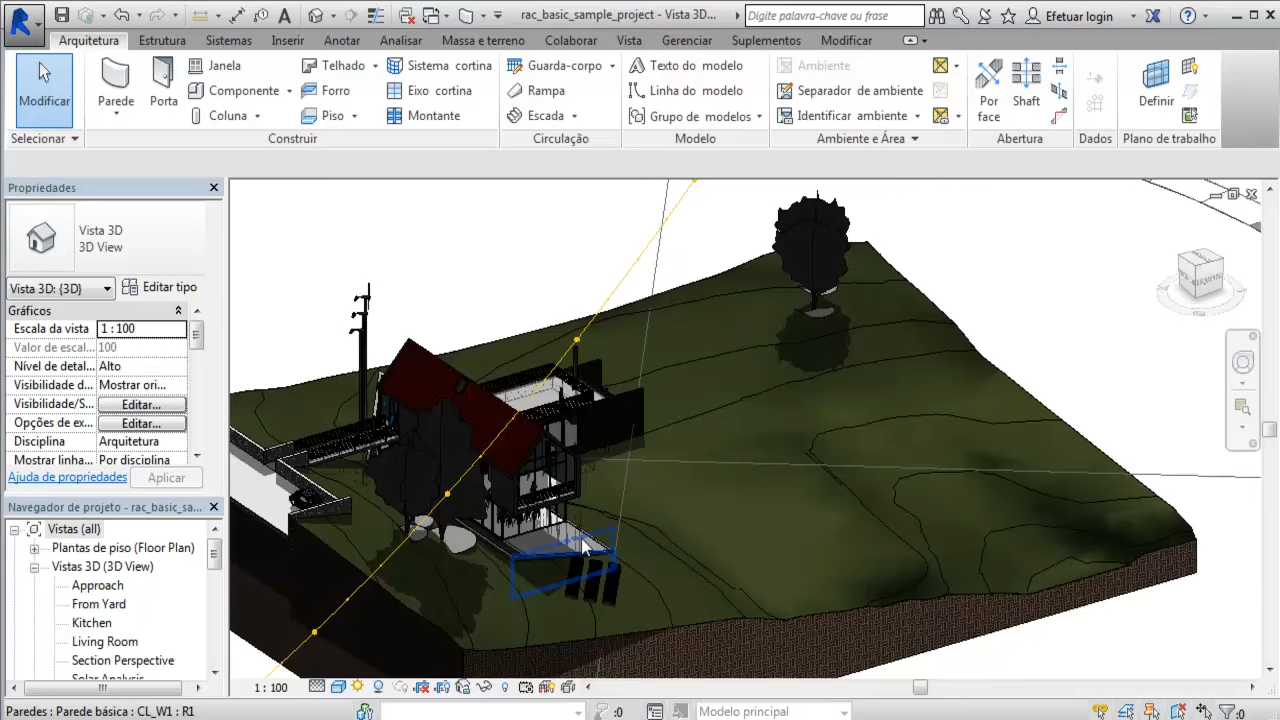 rac_basic_sample_project - Vista 3D...
Digite palavra-chave ou frase
Efetuar login
Arquitetura
Estrutura
Sistemas
Inserir
Anotar
Analisar
Massa e terreno
Colaborar
Vista
Gerenciar
Suplementos
Modificar
Modificar
Parede
Porta
Janela
Componente
Coluna
Telhado
Forro
Piso
Sistema cortina
Eixo cortina
Montante
Guarda-corpo
Rampa
Escada
Texto do modelo
Linha do modelo
Grupo de modelos
Ambiente
Separador de ambiente
Identificar ambiente
Por face
Shaft
Definir
Selecionar
Construir
Circulação
Modelo
Ambiente e Área
Abertura
Dados
Plano de trabalho
Propriedades
Vista 3D
3D View
Vista 3D: {3D}
Editar tipo
Gráficos
Escala da vista 1 : 100
Valor de escal... 100
Nível de detal... Alto
Visibilidade d... Mostrar ori...
Visibilidade/S... Editar...
Opções de ex... Editar...
Disciplina Arquitetura
Mostrar linha... Por disciplina
Ajuda de propriedades
Aplicar
Navegador de projeto - rac_basic_sa...
Vistas (all)
Plantas de piso (Floor Plan)
Vistas 3D (3D View)
Approach
From Yard
Kitchen
Living Room
Section Perspective
Solar Analysis
1 : 100
Paredes : Parede básica : CL_W1 : R1
:0
Modelo principal
:0